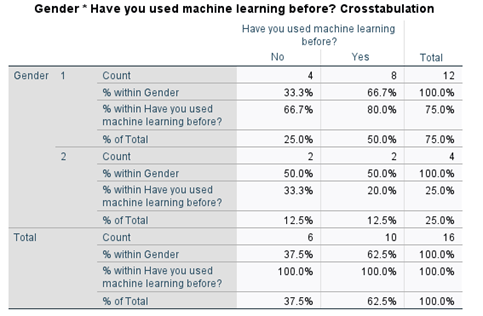 Gender * Have you used machine learning before? Crosstabulation
Have you used machine learning
before?
No Yes Total
Gender 1 Count 4 8 12
% within Gender 33.3% 66.7% 100.0%
% within Have you used
machine learning before? 66.7% 80.0% 75.0%
% of Total 25.0% 50.0% 75.0%
2 Count 2 2 4
% within Gender 50.0% 50.0% 100.0%
% within Have you used
machine learning before? 33.3% 20.0% 25.0%
% of Total 12.5% 12.5% 25.0%
Total Count 6 10 16
% within Gender 37.5% 62.5% 100.0%
% within Have you used
machine learning before? 100.0% 100.0% 100.0%
% of Total 37.5% 62.5% 100.0%